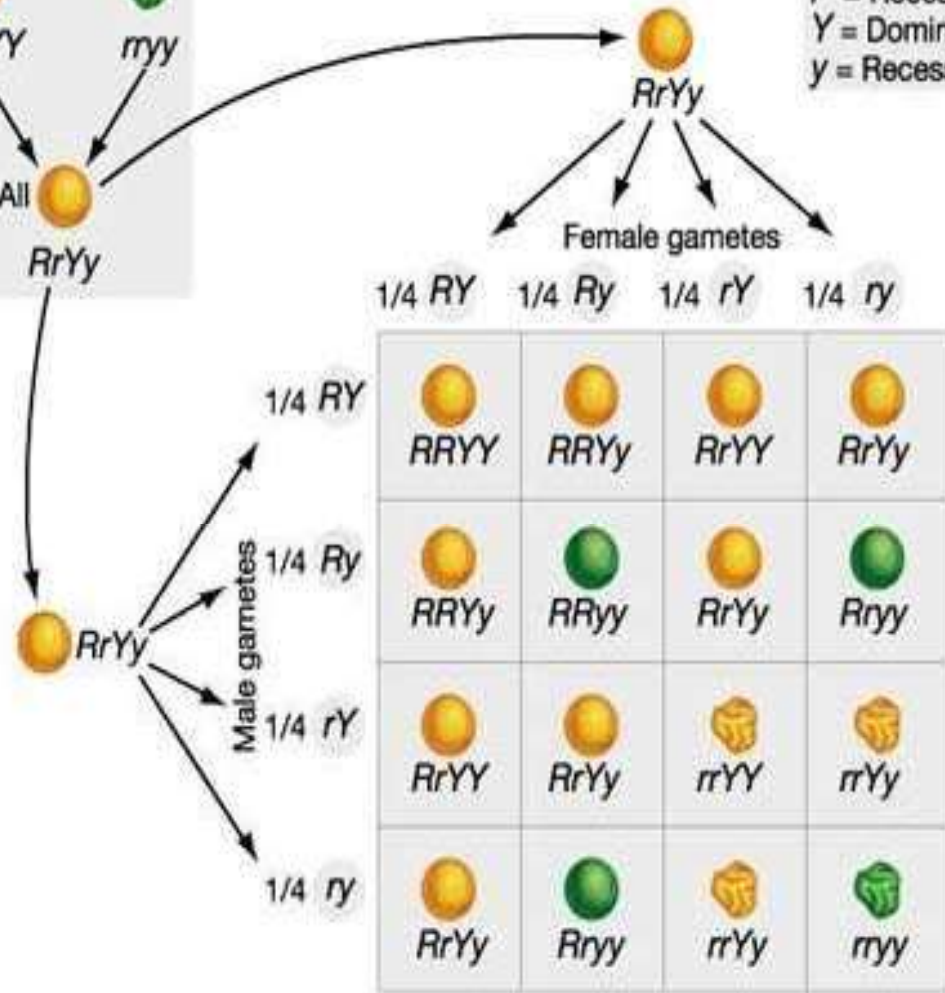 rryy
Y = Domin
y = Reces
All
RrYy
RrYy
Female gametes
1/4 RY 1/4 Ry 1/4 rY 1/4 ry
1/4 RY
RRYY RRYy RrYY RrYy
1/4 Ry
RRYy RRyy RrYy Rryy
RrYy
Male gametes
1/4 rY
RrYY RrYy rrYY rrYy
1/4 ry
RrYy Rryy rrYy rryy